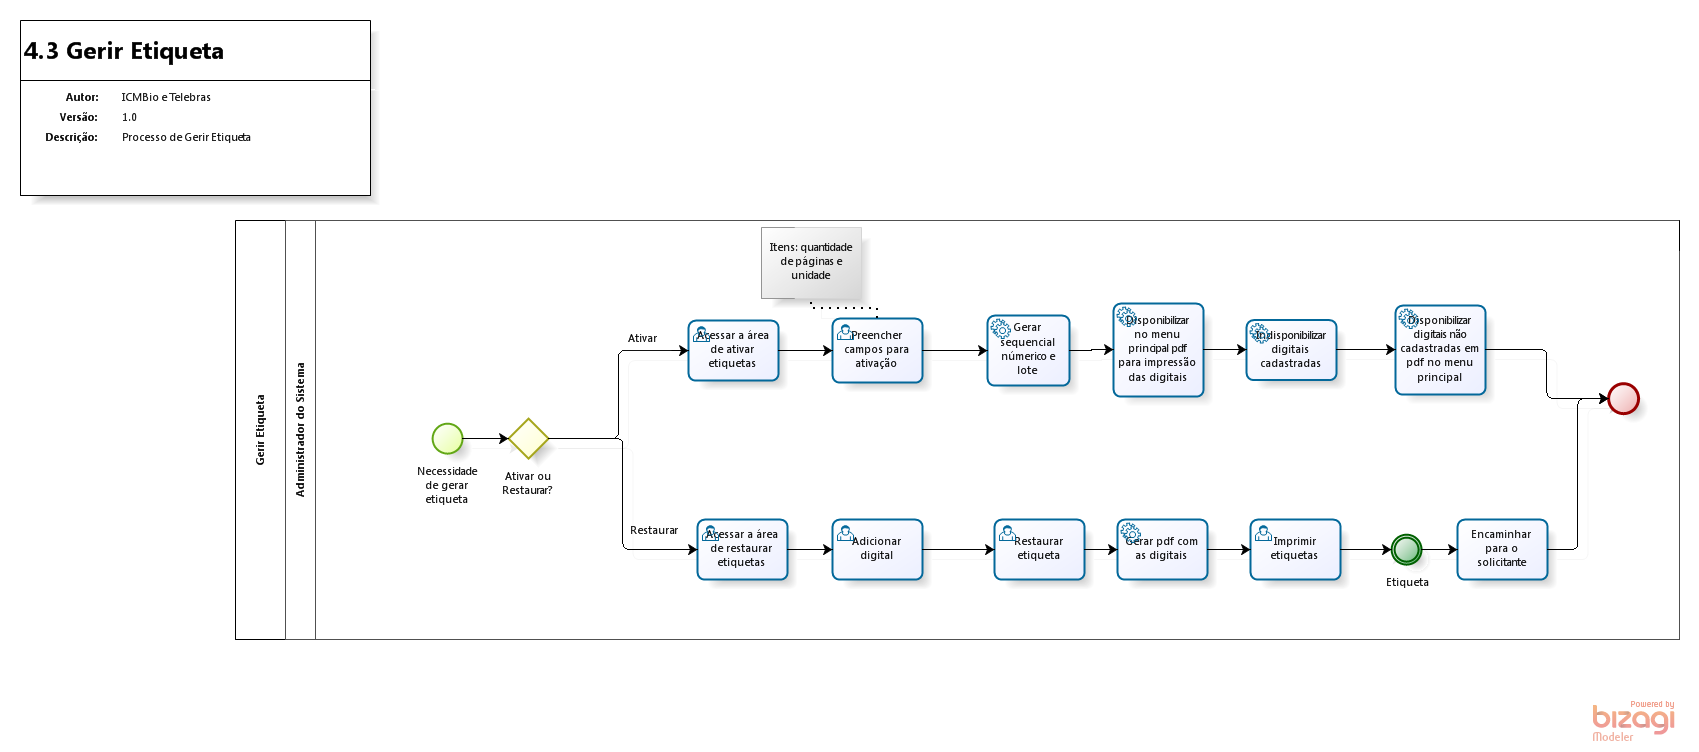 4.3 Gerir Etiqueta
Autor: ICMBio e Telebras
Versão: 1.0
Descrição: Processo de Gerir Etiqueta
Gerir Etiqueta
Administrador do Sistema
Necessidade
de gerar
etiqueta
Ativar ou
Restaurar?
Ativar
Itens: quantidade
de páginas e
unidade
Acessar a área
de ativar
etiquetas
Preencher
campos para
ativação
Gerar
sequencial
númerico e
lote
Disponibilizar
no menu
principal pdf
para impressão
das digitais
Indisponibilizar
digitais
cadastradas
Disponibilizar
digitais não
cadastradas em
pdf no menu
principal
Restaurar
Acessar a área
de restaurar
etiquetas
Adicionar
digital
Restaurar
etiqueta
Gerar pdf com
as digitais
Imprimir
etiquetas
Etiqueta
Encaminhar
para o
solicitante
Powered by
bizagi
Modeler